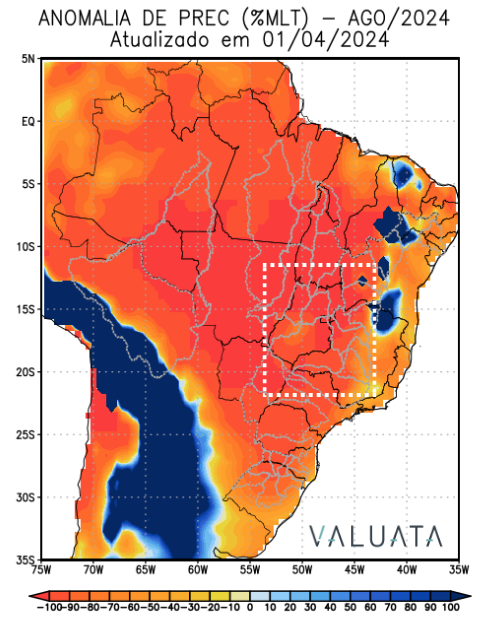 ANOMALIA DE PREC (%MLT) – AGO/2024
Atualizado em 01/04/2024
5N
EQ
5S
10S
15S
20S
25S
30S
35S
VALUATA
75W 70W 65W 60W 55W 50W 45W 40W 35W
-100-90-80-70-60-50-40-30-20-10 0 10 20 30 40 50 60 70 80 90 100